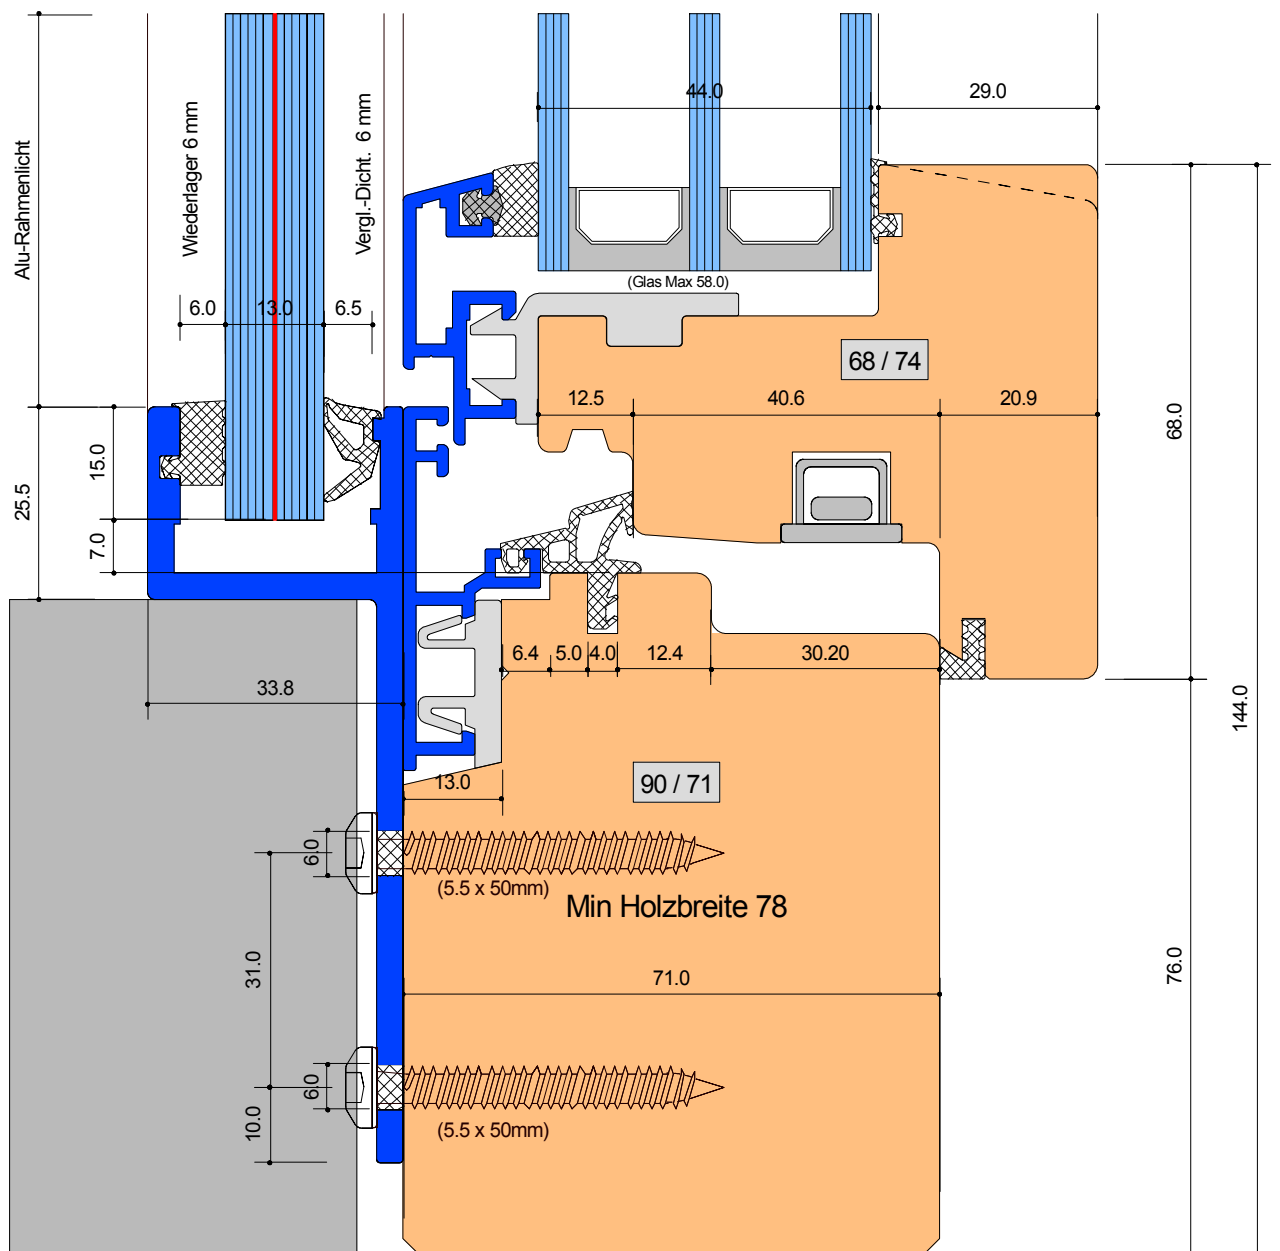 44.0
29.0
Alu-Rahmenlicht
Wiederlager 6 mm
Vergl.-Dicht. 6 mm
(Glas Max 58.0)
6.0
13.0
6.5
68 / 74
12.5
40.6
20.9
68.0
15.0
25.5
7.0
6.4
5.0
4.0
12.4
30.20
33.8
144.0
13.0
90 / 71
6.0
(5.5 x 50mm)
Min Holzbreite 78
31.0
71.0
76.0
6.0
10.0
(5.5 x 50mm)